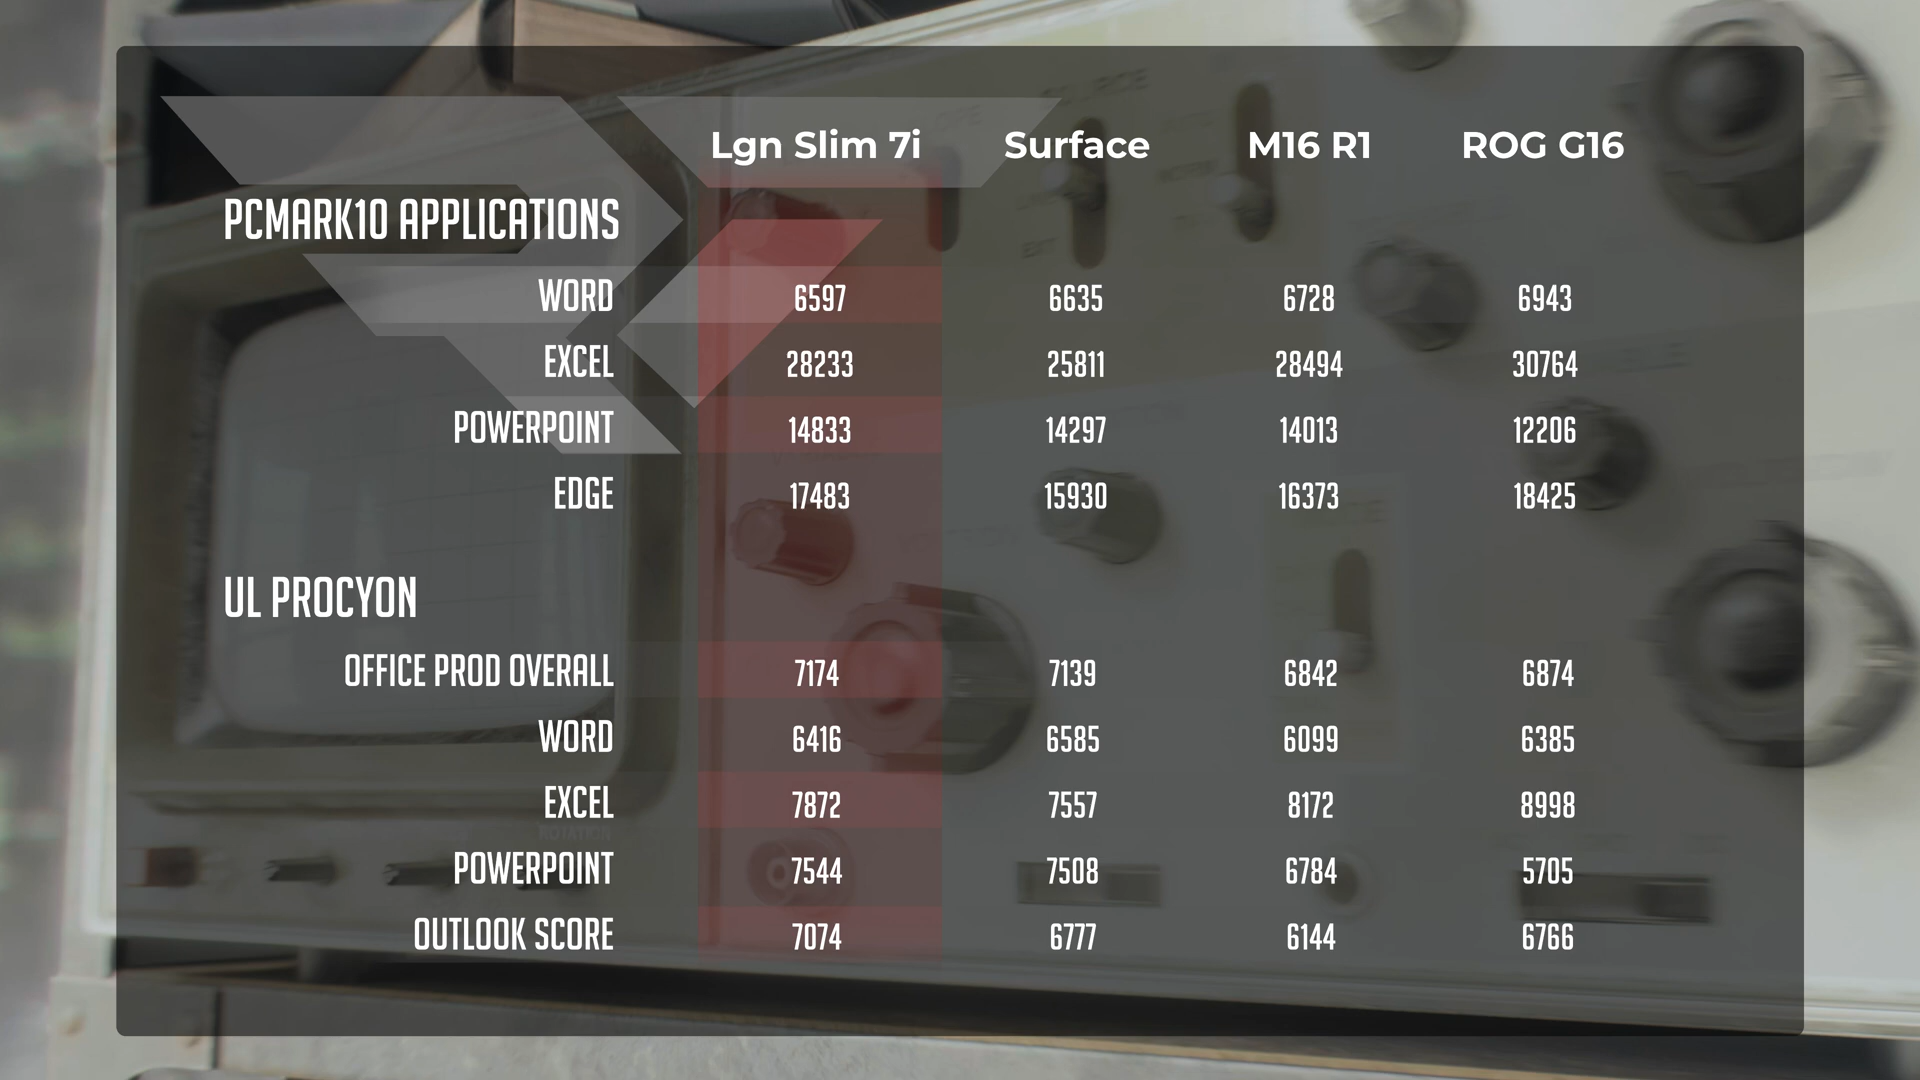 Lgn Slim 7i Surface M16 R1 ROG G16
PCMARK10 APPLICATIONS
WORD 6597 6635 6728 6943
EXCEL 28233 25811 28494 30764
POWERPOINT 14833 14297 14013 12206
EDGE 17483 15930 16373 18425
UL PROCYON
OFFICE PROD OVERALL 7174 7139 6842 6874
WORD 6416 6585 6099 6385
EXCEL 7872 7557 8172 8998
POWERPOINT 7544 7508 6784 5705
OUTLOOK SCORE 7074 6777 6144 6766